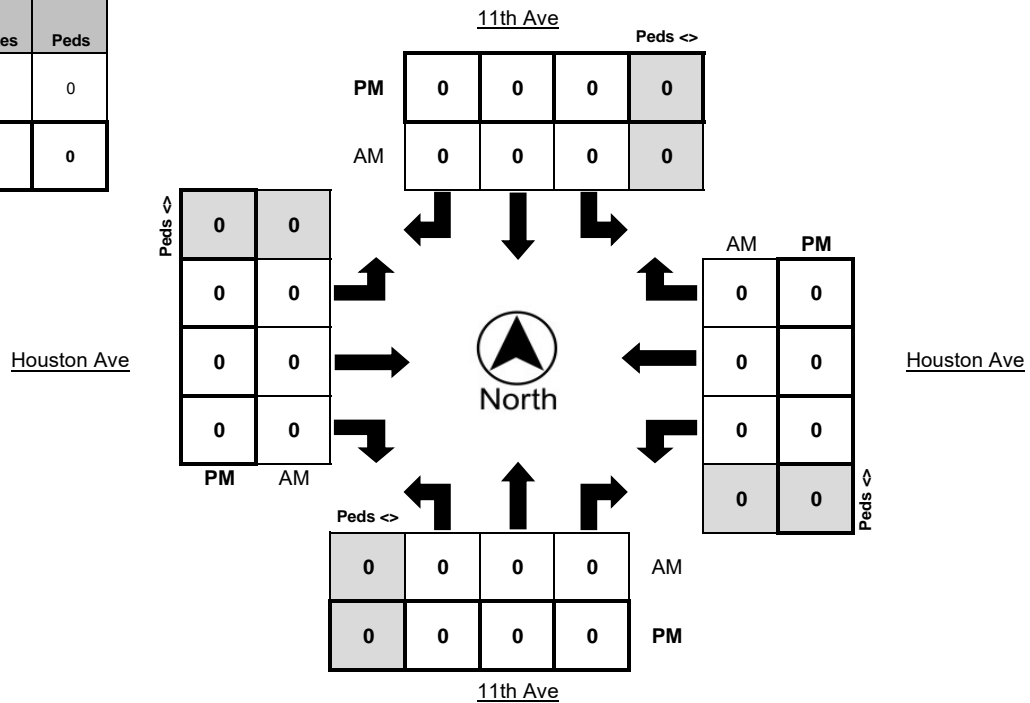 11th Ave
es Peds
Peds <>
0
PM 0 0 0 0
0
AM 0 0 0 0
Peds <>
0 0
AM PM
0 0
0 0
Houston Ave
0 0
North
0 0
Houston Ave
0 0
0 0
PM AM
0 0
Peds <>
Peds <>
0 0 0 0 AM
0 0 0 0 PM
11th Ave